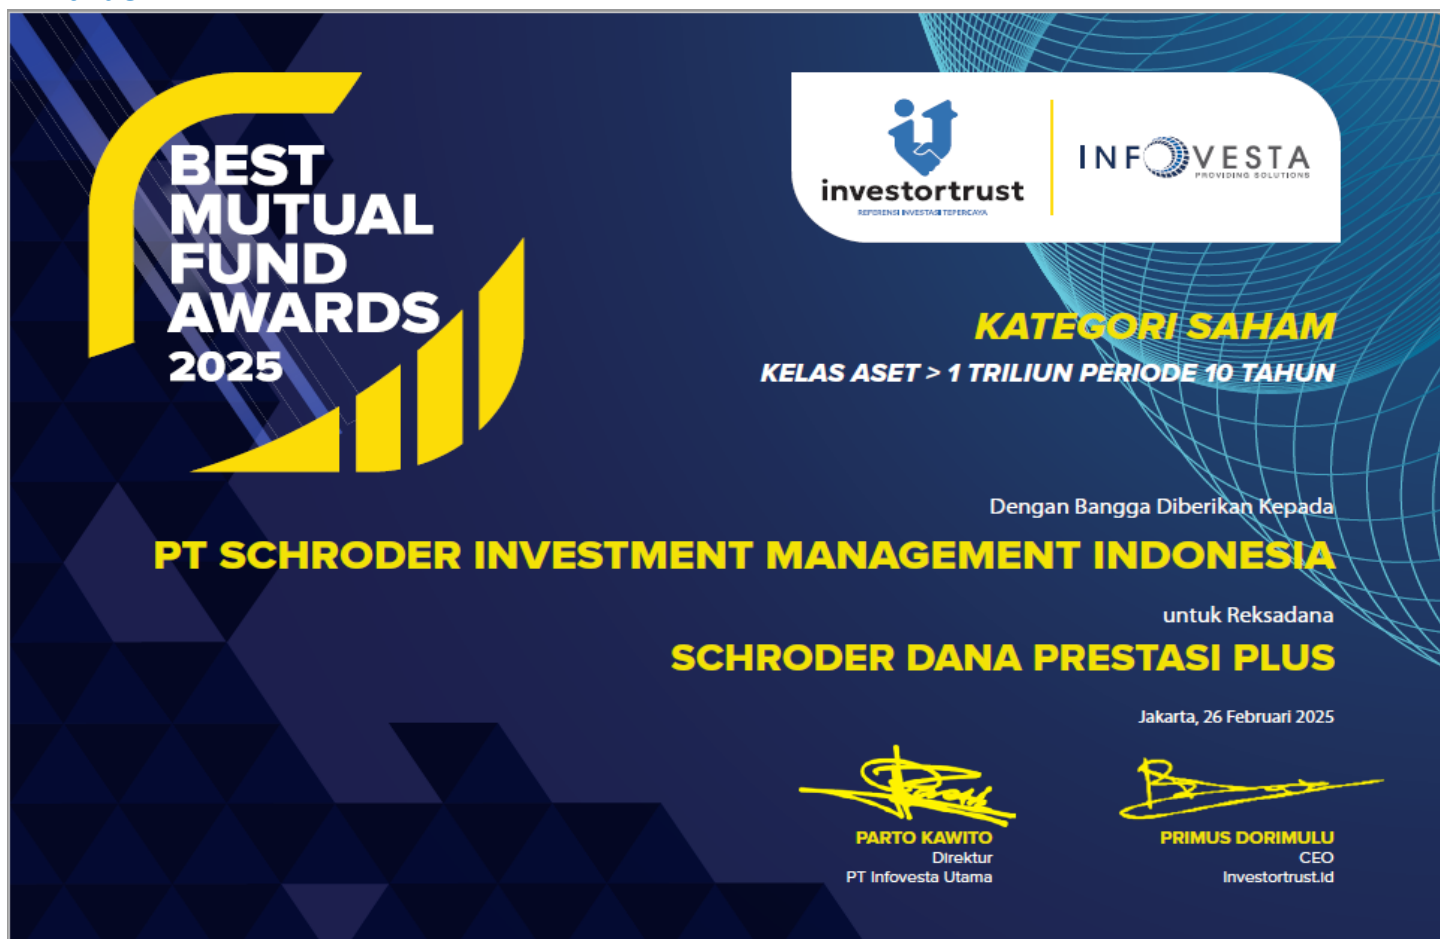 BEST
MUTUAL
FUND
AWARDS
2025
investortrust
REFERENSI INVESTASI TEPERCAYA
INFOVESTA
PROVIDING SOLUTIONS
KATEGORI SAHAM
KELAS ASET > 1 TRILIUN PERIODE 10 TAHUN
Dengan Bangga Diberikan Kepada
PT SCHRODER INVESTMENT MANAGEMENT INDONESIA
untuk Reksadana
SCHRODER DANA PRESTASI PLUS
Jakarta, 26 Februari 2025
PARTO KAWITO
Direktur
PT Infovesta Utama
PRIMUS DORIMULU
CEO
Investortrust.id